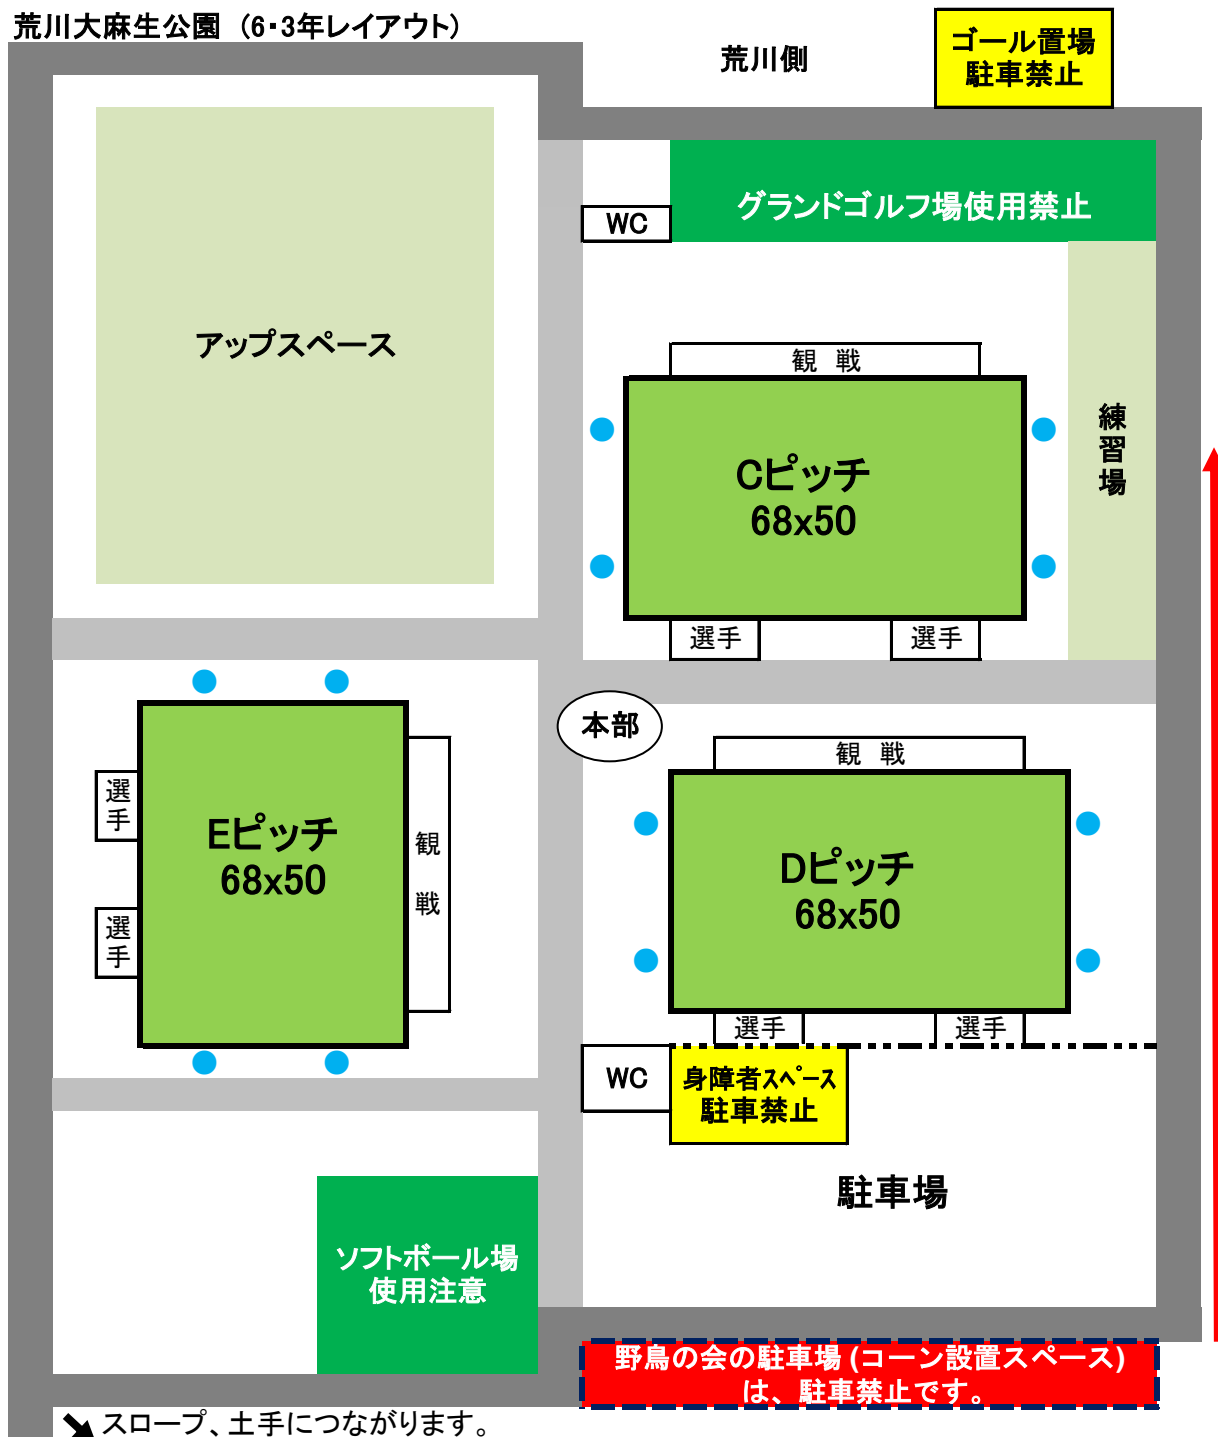 荒川大麻生公園 (6・3年レイアウト)
荒川側
ゴール置場
駐車禁止
グランドゴルフ場使用禁止
WC
アップスペース
観 戦
Cピッチ
68x50
練習場
選手
選手
本部
観 戦
Dピッチ
68x50
選手
選手
選手
選手
Eピッチ
68x50
観 戦
WC
身障者スペース
駐車禁止
駐車場
ソフトボール場
使用注意
野鳥の会の駐車場 (コーン設置スペース)
は、駐車禁止です。
スロープ、土手につながります。